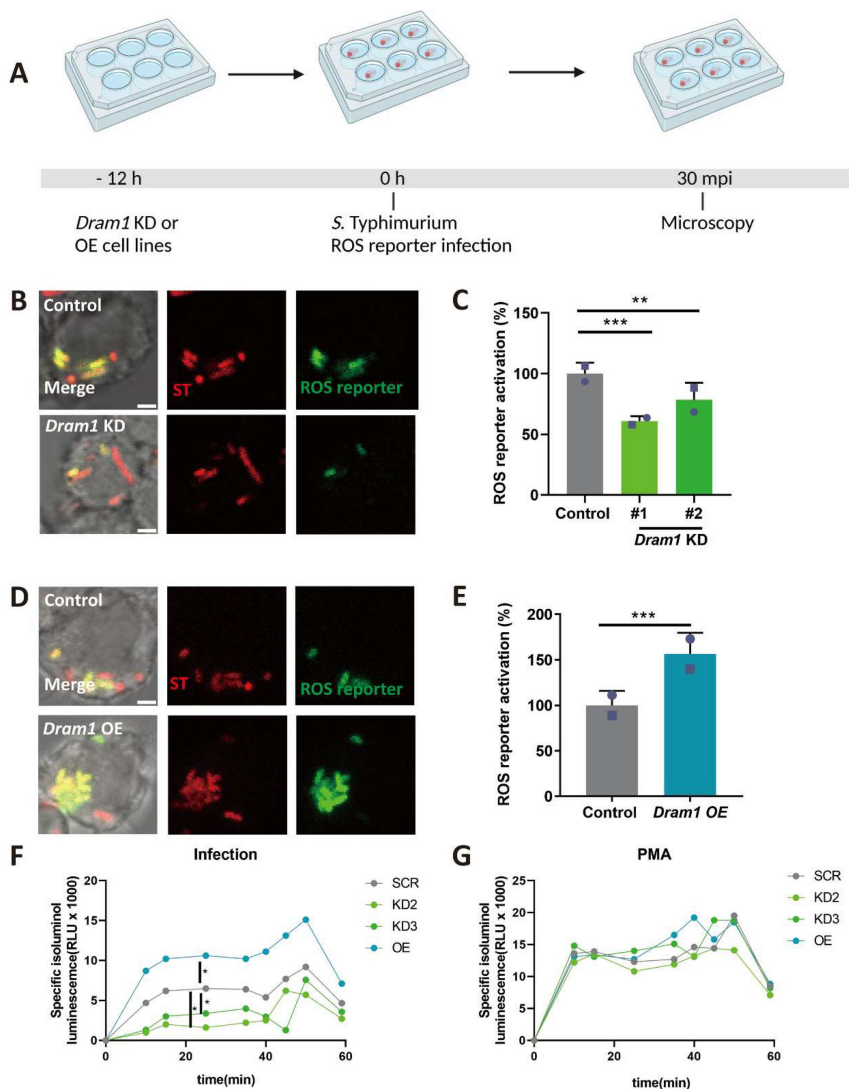 A
- 12 h
0 h
30 mpi
Dram1 KD or
OE cell lines
S. Typhimurium
ROS reporter infection
Microscopy
B
Control
Merge
ST
ROS reporter
Dram1 KD
C
ROS reporter activation (%)
150
100
50
0
**
***
Control
#1
#2
Dram1 KD
D
Control
Merge
ST
ROS reporter
Dram1 OE
E
ROS reporter activation (%)
200
150
100
50
0
***
Control
Dram1 OE
F
Infection
Specific isoluminol
luminescemce(RLU x 1000)
20
15
10
5
0
*
*
*
0
20
40
60
time(min)
SCR
KD2
KD3
OE
G
PMA
Specific isoluminol
luminescemce(RLU x 1000)
25
20
15
10
5
0
0
20
40
60
time(min)
SCR
KD2
KD3
OE